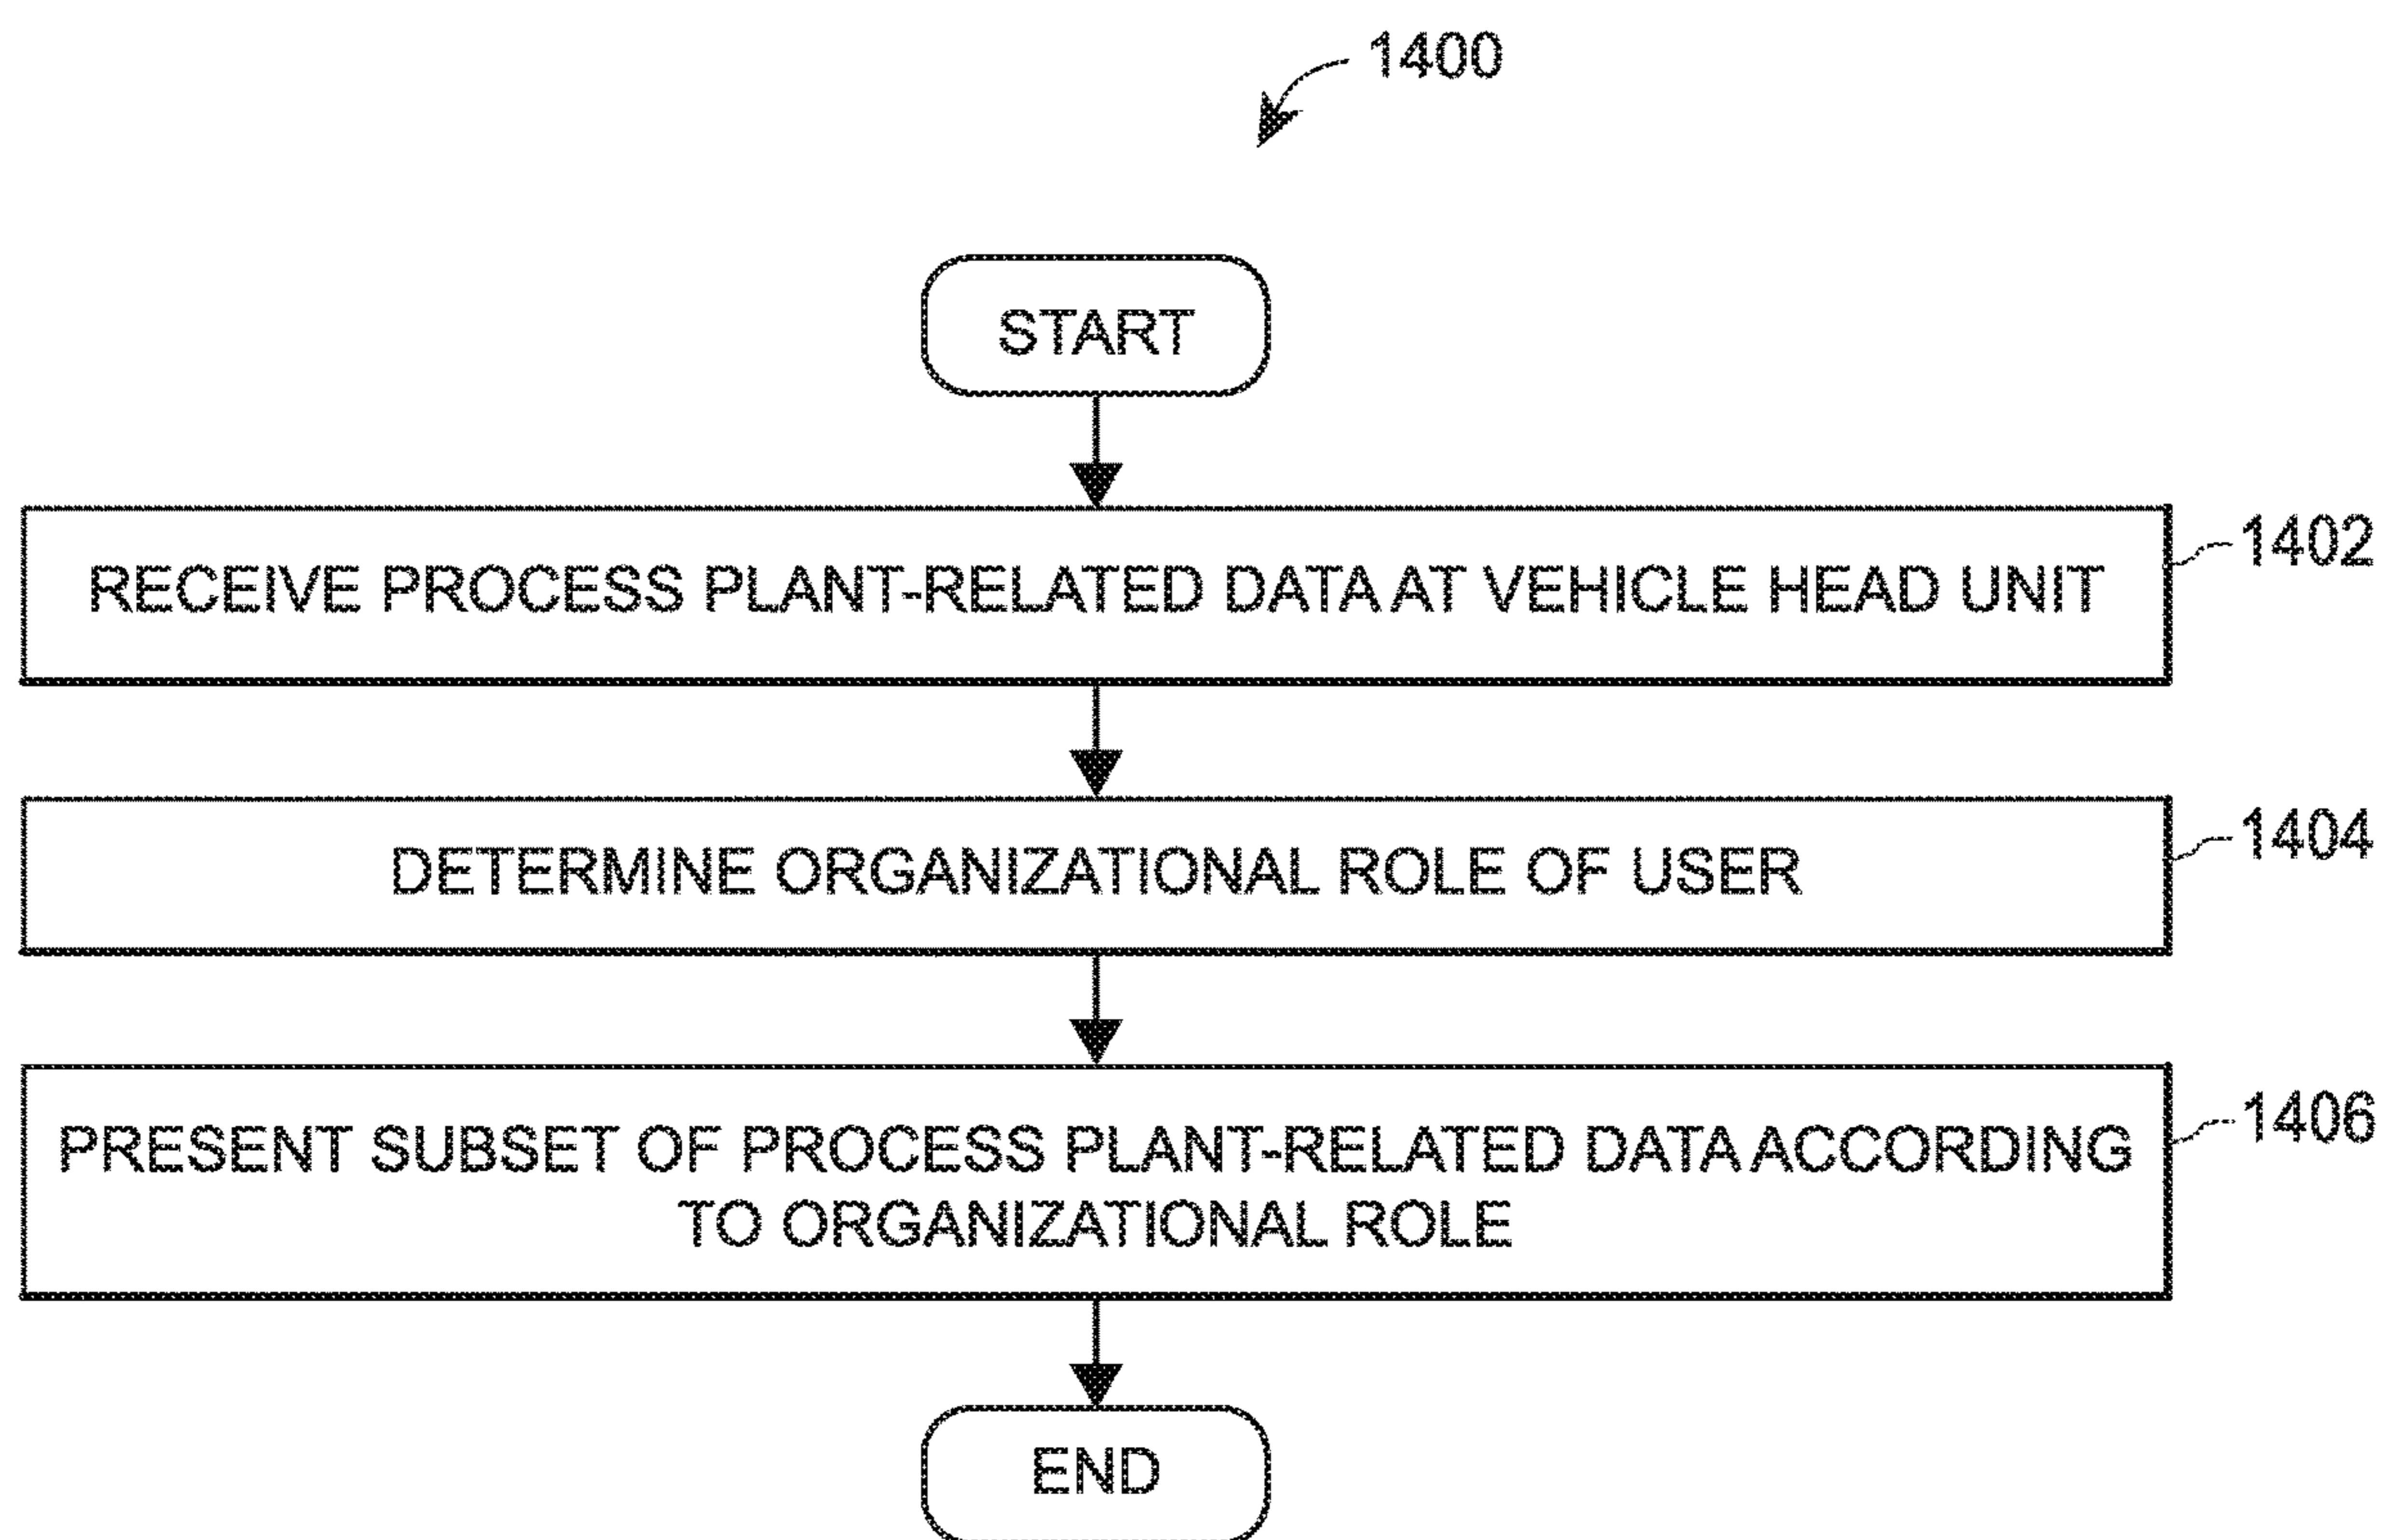 1400
START
RECEIVE PROCESS PLANT-RELATED DATA AT VEHICLE HEAD UNIT
1402
DETERMINE ORGANIZATIONAL ROLE OF USER
1404
PRESENT SUBSET OF PROCESS PLANT-RELATED DATA ACCORDING
TO ORGANIZATIONAL ROLE
1406
END